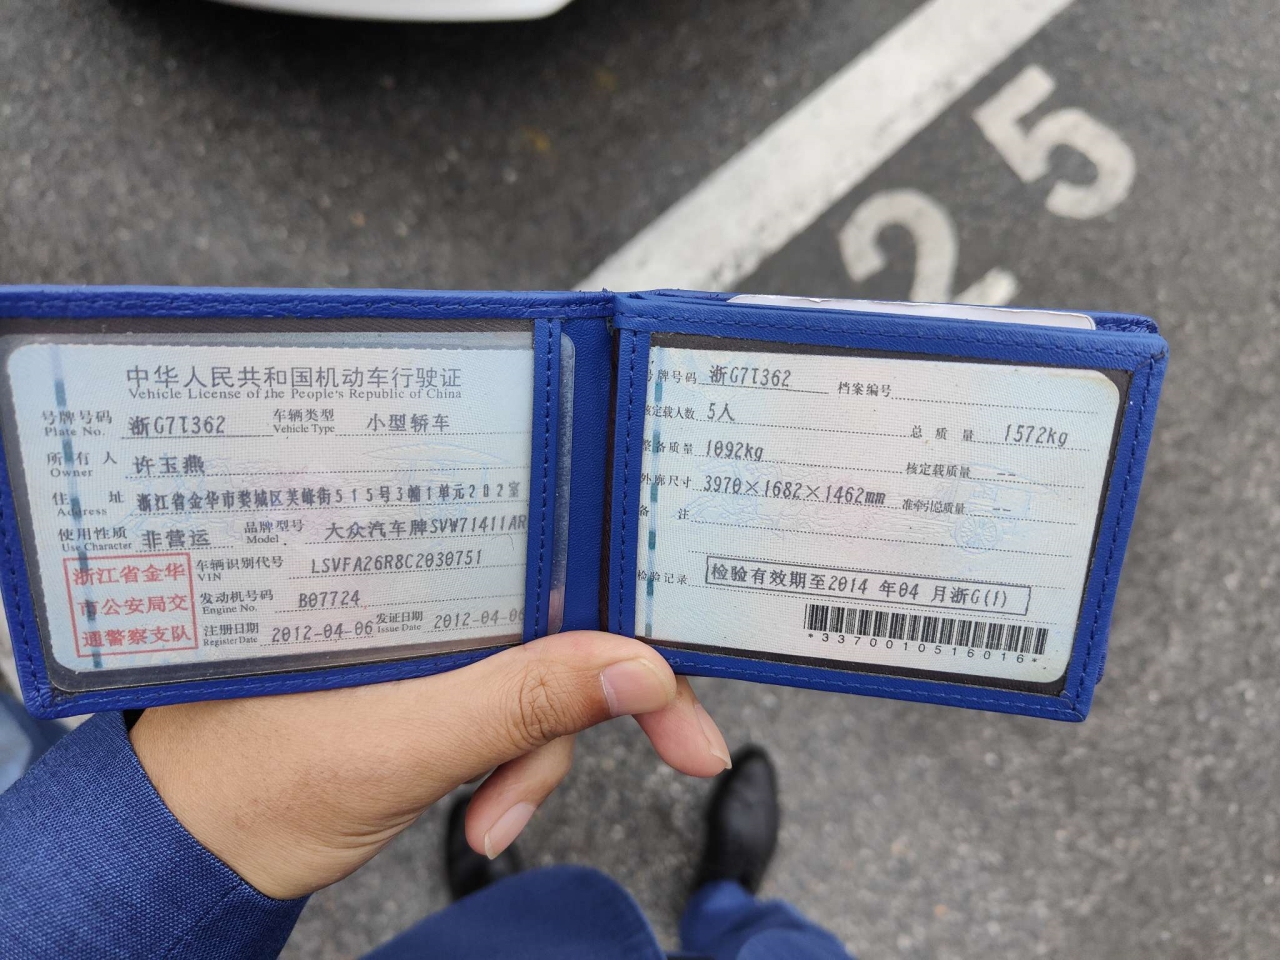 25
中华人民共和国机动车行驶证
Vehicle License of the People's Republic of China
号牌号码 浙G7T362 车辆类型 小型轿车
Plate No. Vehicle Type
所有人 许玉燕
Owner
住址 浙江省金华市婺城区芙峰街515号3幢1单元202室
Address
使用性质 非营运 品牌型号 大众汽车牌SVW71411AR
Use Character Model
浙江省金华
市公安局交
通警察支队
车辆识别代号 LSVFA26R8C2030751
VIN
发动机号码 B07724
Engine No.
注册日期 2012-04-06 发证日期 2012-04-06
Register Date Issue Date
号牌号码 浙G7T362 档案编号
核定载人数 5人 总质量 1572kg
整备质量 1092kg 核定载质量 --
外廓尺寸 3970×1682×1462mm 准牵引总质量 --
备注
检验记录 检验有效期至2014年04月浙G(1)
*3370010516016*